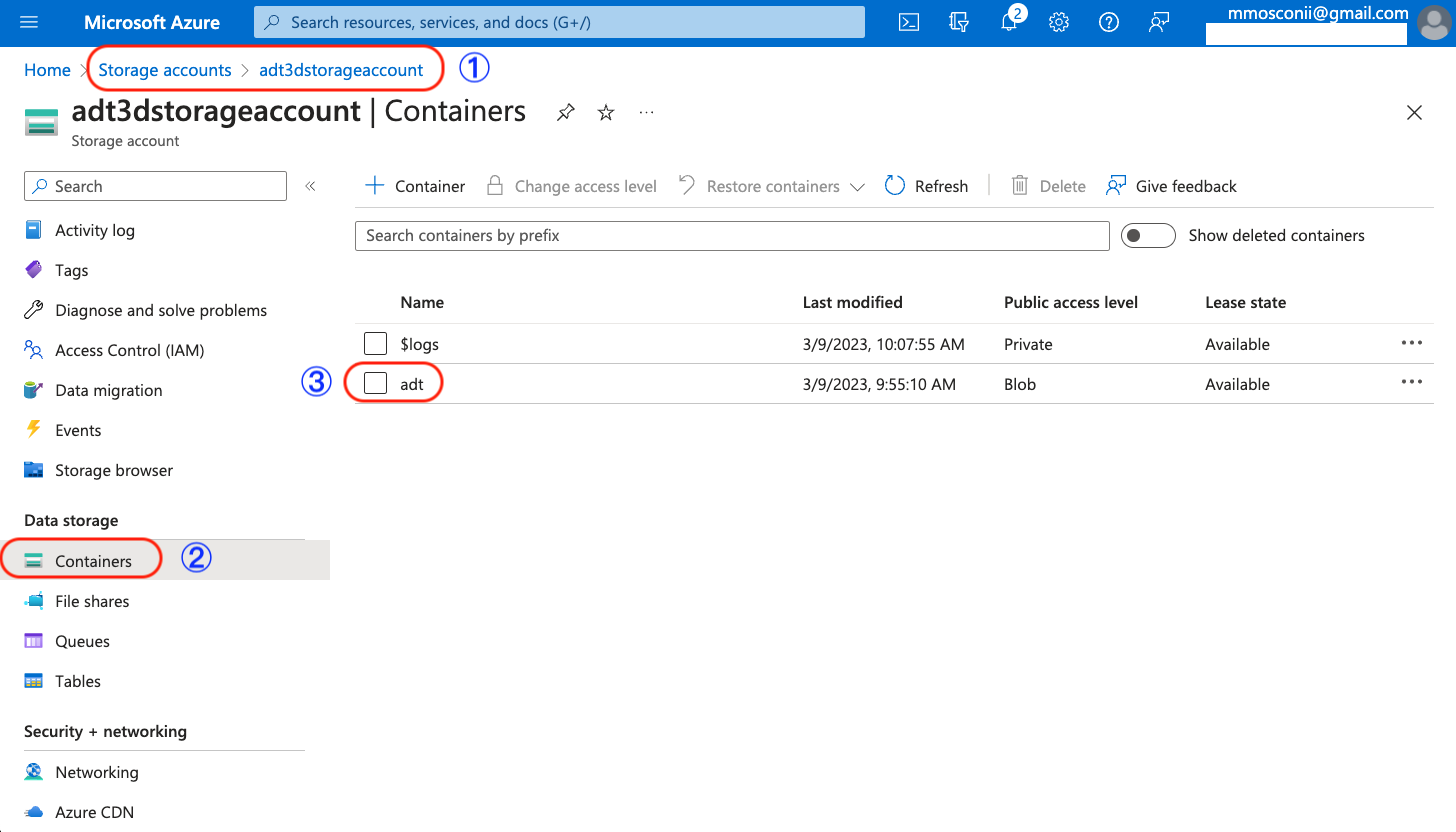 Microsoft Azure
Search resources, services, and docs (G+/)
2
mmosconii@gmail.com
Home > Storage accounts > adt3dstorageaccount ①
adt3dstorageaccount | Containers ...
Storage account
Search «
+ Container Change access level Restore containers Refresh Delete Give feedback
Search containers by prefix Show deleted containers
Activity log
Tags
Diagnose and solve problems
Access Control (IAM)
Data migration
Events
Storage browser
Data storage
Containers ②
File shares
Queues
Tables
Security + networking
Networking
Azure CDN
Name Last modified Public access level Lease state
$logs 3/9/2023, 10:07:55 AM Private Available ...
③ adt 3/9/2023, 9:55:10 AM Blob Available ...